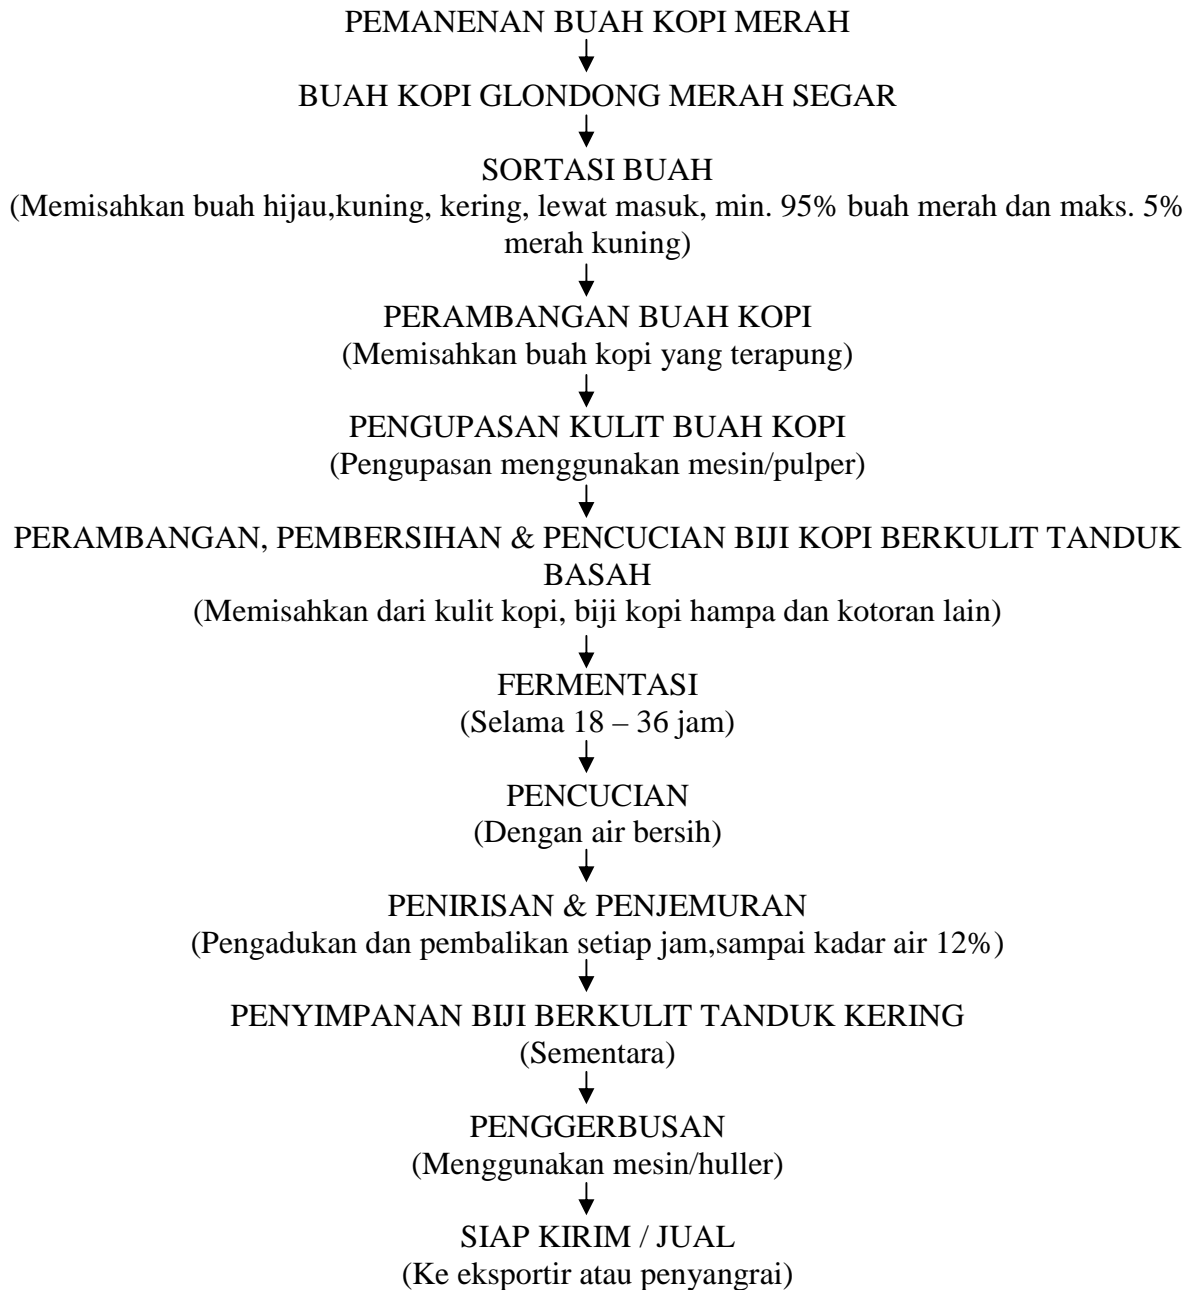 PEMANENAN BUAH KOPI MERAH
BUAH KOPI GLONDONG MERAH SEGAR
SORTASI BUAH
(Memisahkan buah hijau,kuning, kering, lewat masuk, min. 95% buah merah dan maks. 5%
merah kuning)
PERAMBANGAN BUAH KOPI
(Memisahkan buah kopi yang terapung)
PENGUPASAN KULIT BUAH KOPI
(Pengupasan menggunakan mesin/pulper)
PERAMBANGAN, PEMBERSIHAN & PENCUCIAN BIJI KOPI BERKULIT TANDUK
BASAH
(Memisahkan dari kulit kopi, biji kopi hampa dan kotoran lain)
FERMENTASI
(Selama 18 – 36 jam)
PENCUCIAN
(Dengan air bersih)
PENIRISAN & PENJEMURAN
(Pengadukan dan pembalikan setiap jam,sampai kadar air 12%)
PENYIMPANAN BIJI BERKULIT TANDUK KERING
(Sementara)
PENGGERBUSAN
(Menggunakan mesin/huller)
SIAP KIRIM / JUAL
(Ke eksportir atau penyangrai)